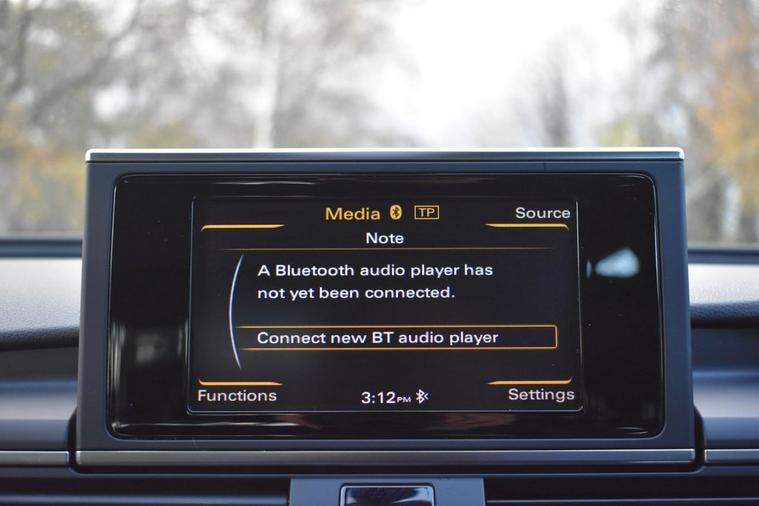 Media TP Source
Note
A Bluetooth audio player has
not yet been connected.
Connect new BT audio player
Functions 3:12PM Settings